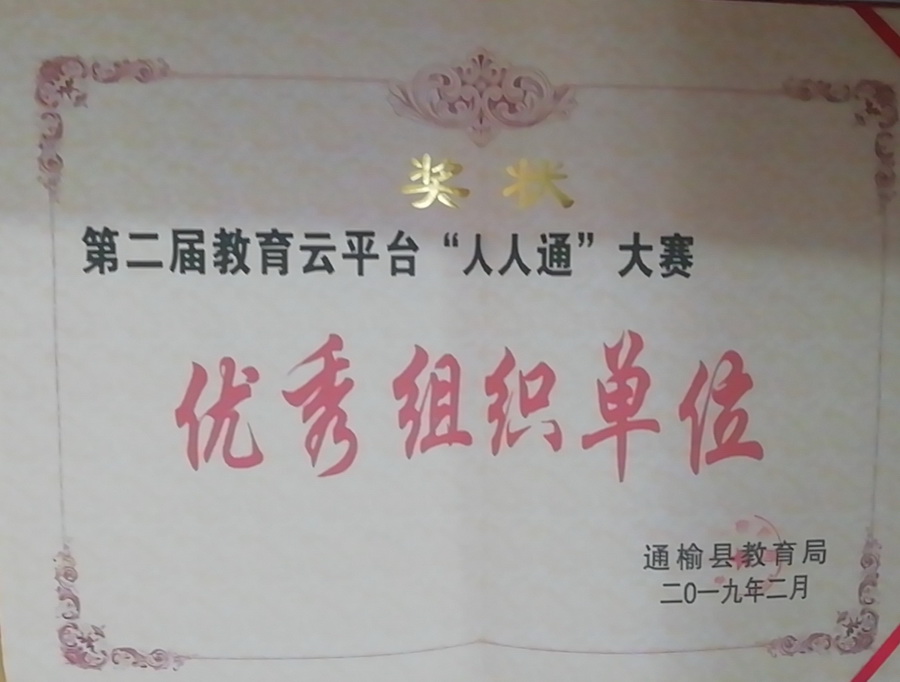 奖状
第二届教育云平台“人人通”大赛
优秀组织单位
通榆县教育局
二0一九年二月